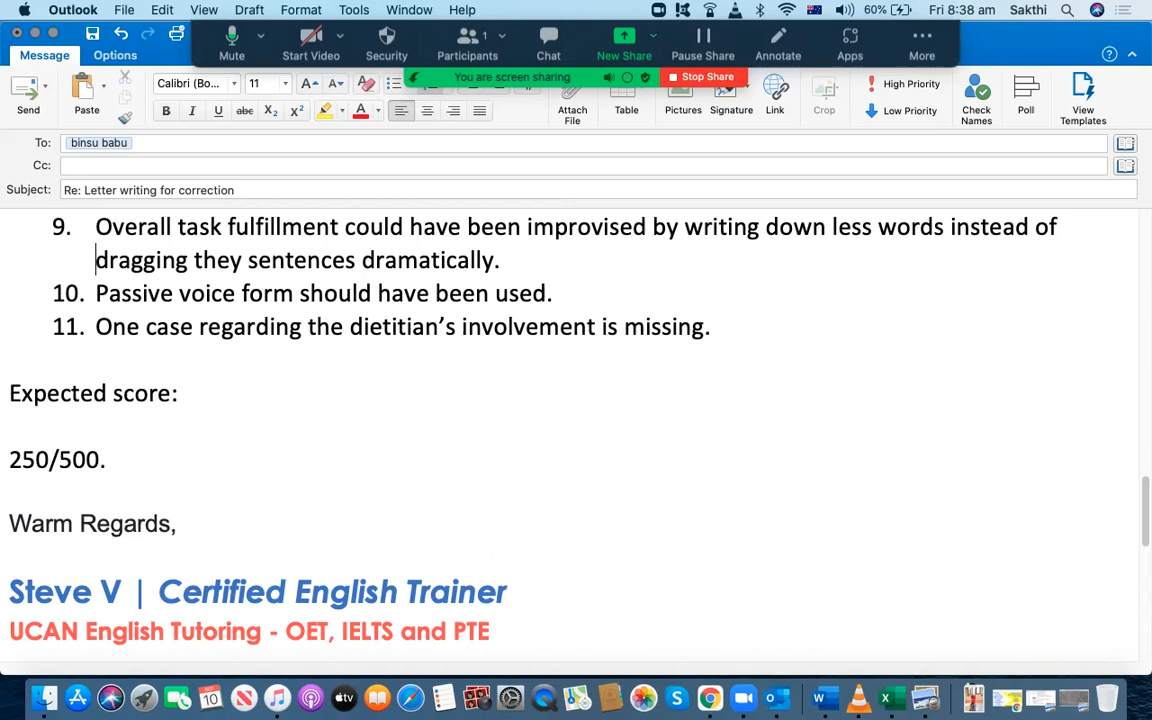 Outlook File Edit View Draft Format Tools Window Help 60% Fri 8:38 am Sakthi
Mute Start Video Security Participants 1 Chat New Share Pause Share Annotate Apps More
You are screen sharing Stop Share
Message Options
Send Paste Calibri (Bo... 11 Attach File Table Pictures Signature Link Crop High Priority Low Priority Check Names Poll View Templates
B I U abc X₂ X² A
To: binsu babu
Cc:
Subject: Re: Letter writing for correction
9. Overall task fulfillment could have been improvised by writing down less words instead of
dragging they sentences dramatically.
10. Passive voice form should have been used.
11. One case regarding the dietitian’s involvement is missing.
Expected score:
250/500.
Warm Regards,
Steve V | Certified English Trainer
UCAN English Tutoring - OET, IELTS and PTE